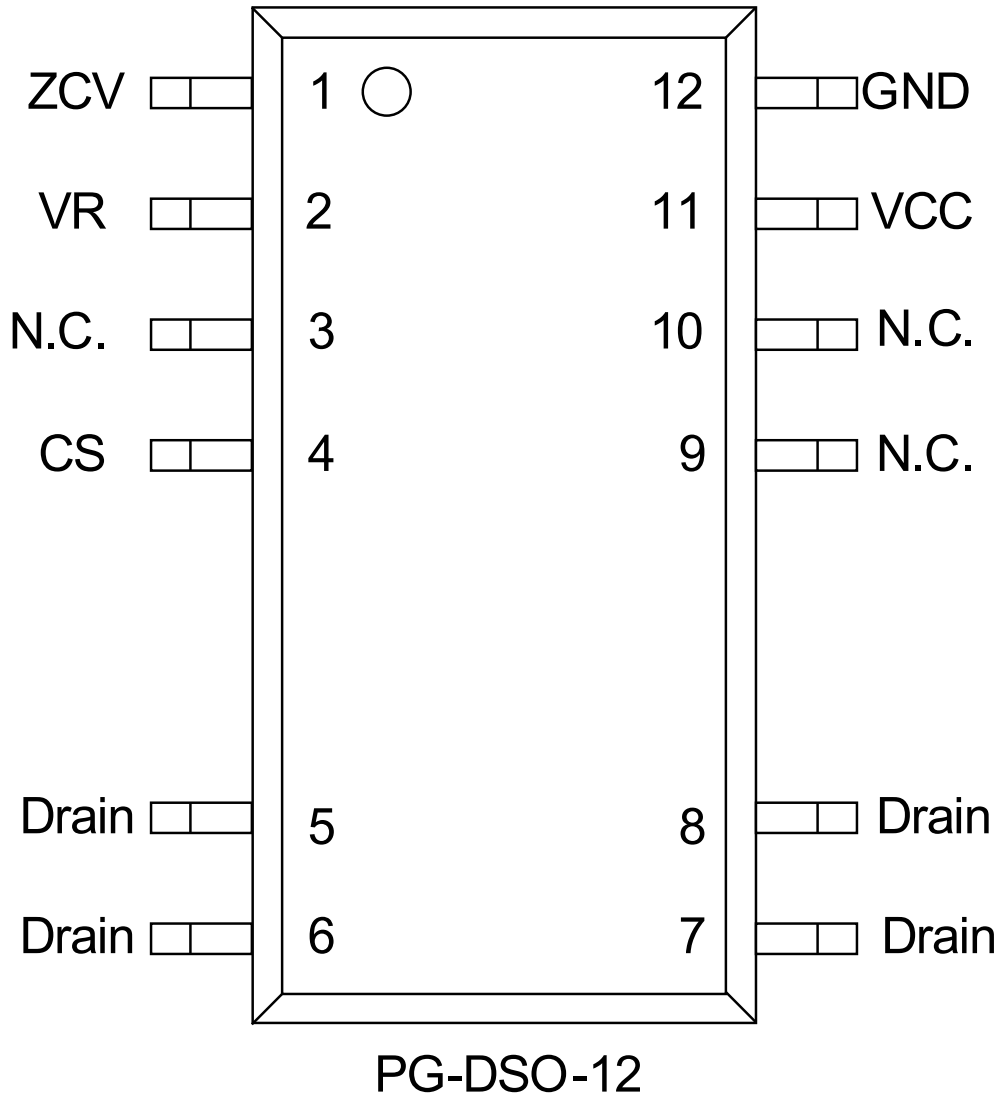 ZCV 1 12 GND
VR 2 11 VCC
N.C. 3 10 N.C.
CS 4 9 N.C.
Drain 5 8 Drain
Drain 6 7 Drain
PG-DSO-12